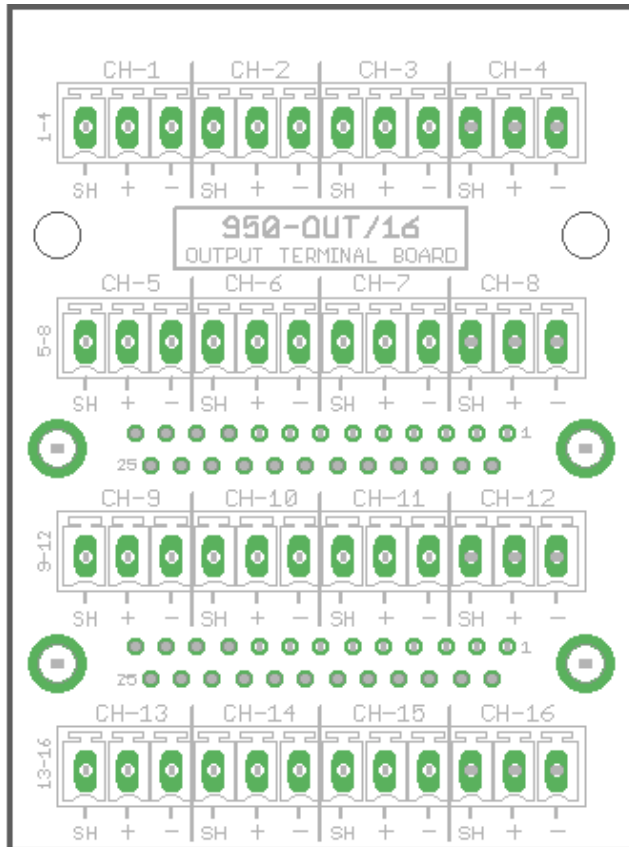 CH-1 CH-2 CH-3 CH-4
1-4
SH + - SH + - SH + - SH + -
950-OUT/16
OUTPUT TERMINAL BOARD
CH-5 CH-6 CH-7 CH-8
5-8
SH + - SH + - SH + - SH + -
1
25
CH-9 CH-10 CH-11 CH-12
9-12
SH + - SH + - SH + - SH + -
1
25
CH-13 CH-14 CH-15 CH-16
13-16
SH + - SH + - SH + - SH + -